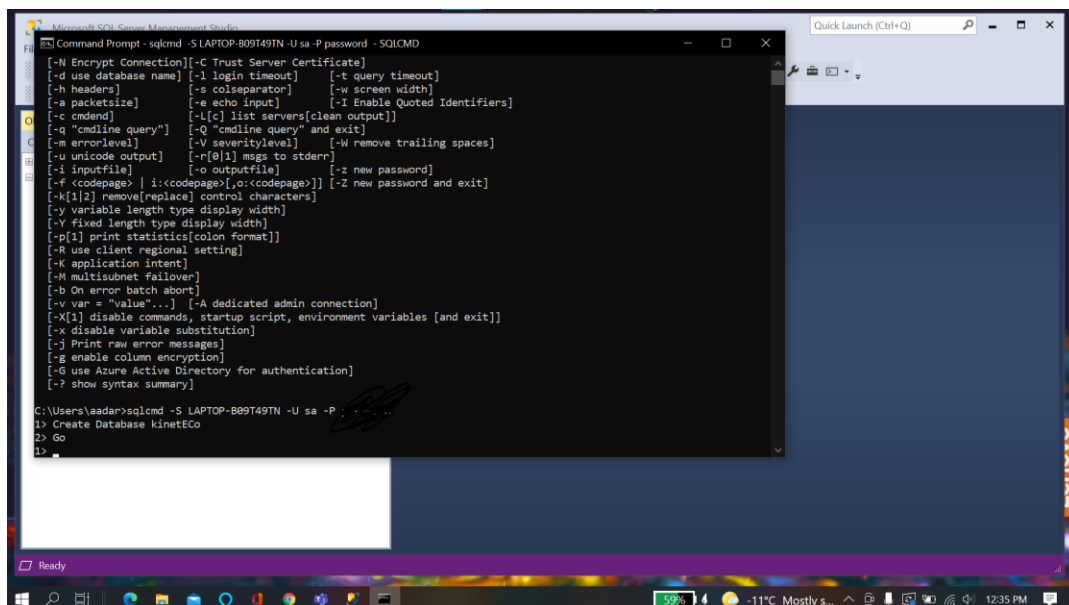 Microsoft SQL Server Management Studio
Quick Launch (Ctrl+Q)
Command Prompt - sqlcmd -S LAPTOP-B09T49TN -U sa -P password - SQLCMD
[-N Encrypt Connection][-C Trust Server Certificate]
[-d use database name] [-l login timeout] [-t query timeout]
[-h headers] [-s colseparator] [-w screen width]
[-a packetsize] [-e echo input] [-I Enable Quoted Identifiers]
[-c cmdend] [-L[c] list servers[clean output]]
[-q "cmdline query"] [-Q "cmdline query" and exit]
[-m errorlevel] [-V severitylevel] [-W remove trailing spaces]
[-u unicode output] [-r[0|1] msgs to stderr]
[-i inputfile] [-o outputfile] [-z new password]
[-f <codepage> | i:<codepage>[,o:<codepage>]] [-Z new password and exit]
[-k[1|2] remove[replace] control characters]
[-y variable length type display width]
[-Y fixed length type display width]
[-p[1] print statistics[colon format]]
[-R use client regional setting]
[-K application intent]
[-M multisubnet failover]
[-b On error batch abort]
[-v var = "value"...] [-A dedicated admin connection]
[-X[1] disable commands, startup script, environment variables [and exit]]
[-x disable variable substitution]
[-j Print raw error messages]
[-g enable column encryption]
[-G use Azure Active Directory for authentication]
[-? show syntax summary]
C:\Users\aadar>sqlcmd -S LAPTOP-B09T49TN -U sa -P
1> Create Database kinetECo
2> Go
1>
Ready
59%
-11°C Mostly s...
12:35 PM